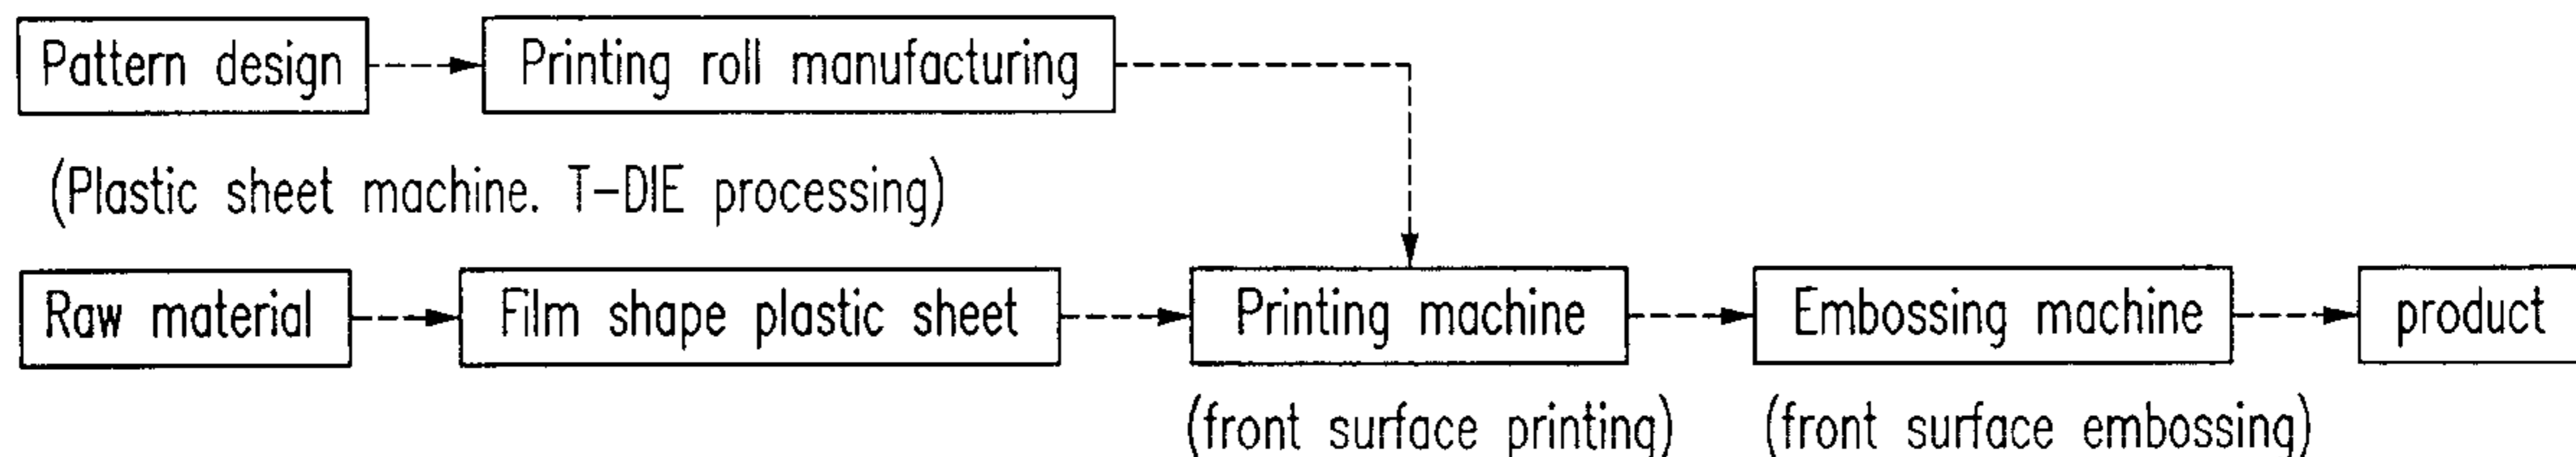 Pattern design
Printing roll manufacturing
(Plastic sheet machine. T-DIE processing)
Raw material
Film shape plastic sheet
Printing machine
Embossing machine
product
(front surface printing)
(front surface embossing)